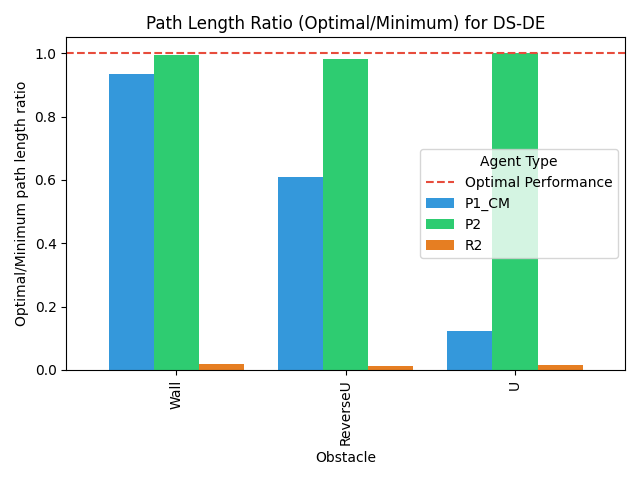 Path Length Ratio (Optimal/Minimum) for DS-DE
Optimal/Minimum path length ratio
1.0
0.8
0.6
0.4
0.2
0.0
Agent Type
Optimal Performance
P1_CM
P2
R2
Wall
ReverseU
U
Obstacle